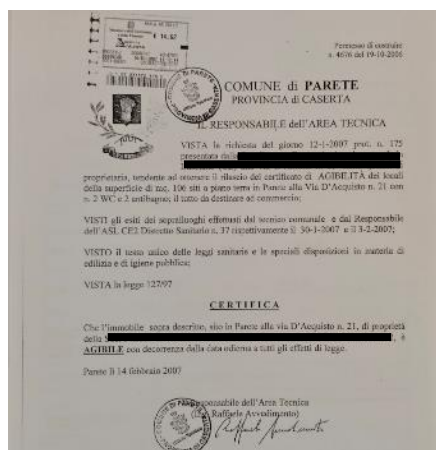 € 14,62
Permesso di costruire
n. 4676 del 19-10-2006
COMUNE di PARETE
PROVINCIA di CASERTA
IL RESPONSABILE dell'AREA TECNICA
VISTA la richiesta del giorno 12-1-2007 prot. n. 175
presentata dalla
proprietaria, tendente ad ottenere il rilascio del certificato di AGIBILITÀ dei locali
della superficie di mq. 106 siti a piano terra in Parete alla Via D'Acquisto n. 21 con
n. 2 WC e 2 antibagno; il tutto da destinare ad commercio;
VISTI gli esiti dei sopralluoghi effettuati dal tecnico comunale e dal Responsabile
dell'ASL CE2 Distretto Sanitario n. 37 rispettivamente il 30-1-2007 e il 3-2-2007;
VISTO il testo unico delle leggi sanitarie e le speciali disposizioni in materia di
edilizia e di igiene pubblica;
VISTA la legge 127/97
CERTIFICA
Che l'immobile sopra descritto, sito in Parete alla via D'Acquisto n. 21, di proprietà
della è
AGIBILE con decorrenza dalla data odierna a tutti gli effetti di legge.
Parete lì 14 febbraio 2007
Responsabile dell'Area Tecnica
Raffaele Avvalimento)